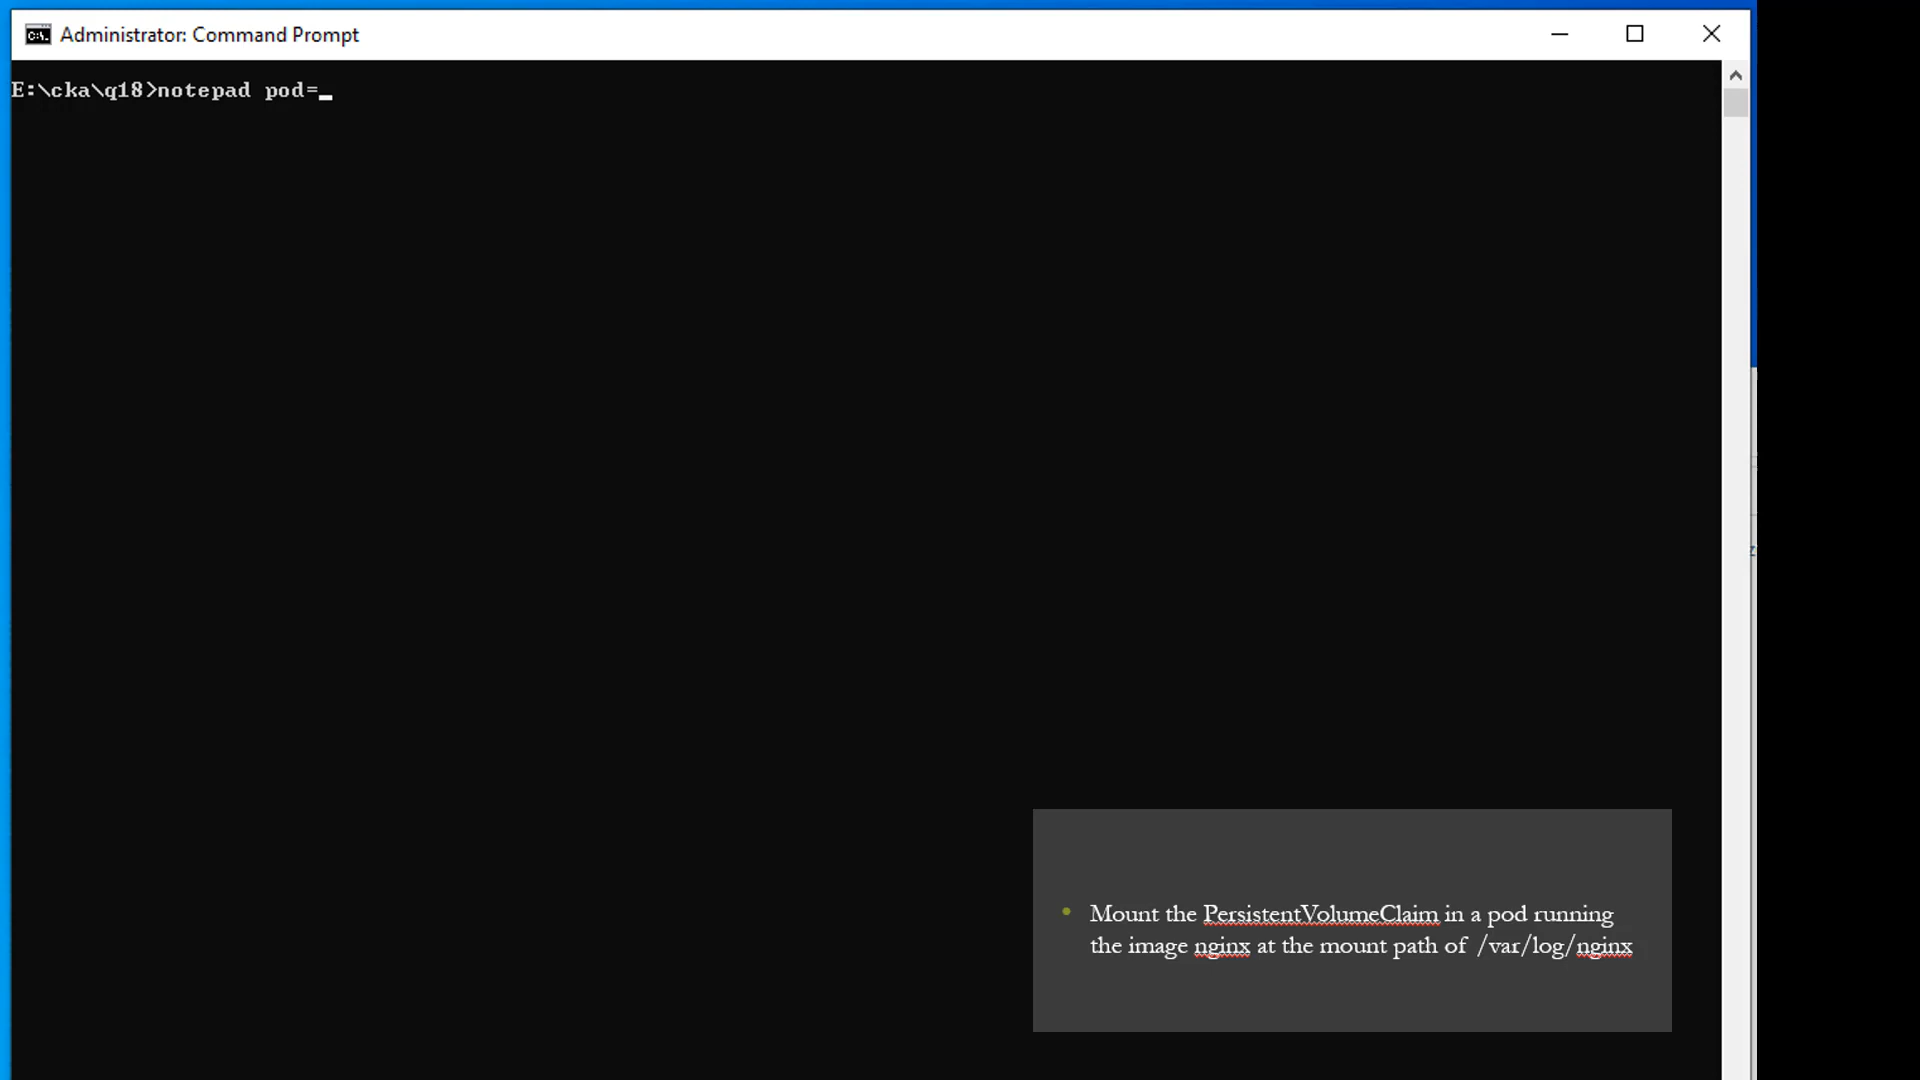 Administrator: Command Prompt
E:\cka\q18>notepad pod=_
• Mount the PersistentVolumeClaim in a pod running
the image nginx at the mount path of /var/log/nginx